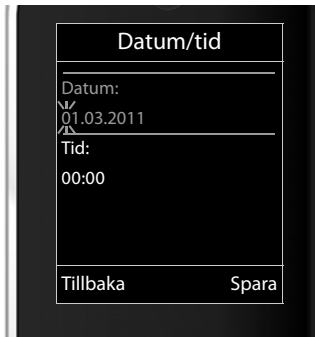 Datum/tid
Datum:
01.03.2011
Tid:
00:00
Tillbaka Spara